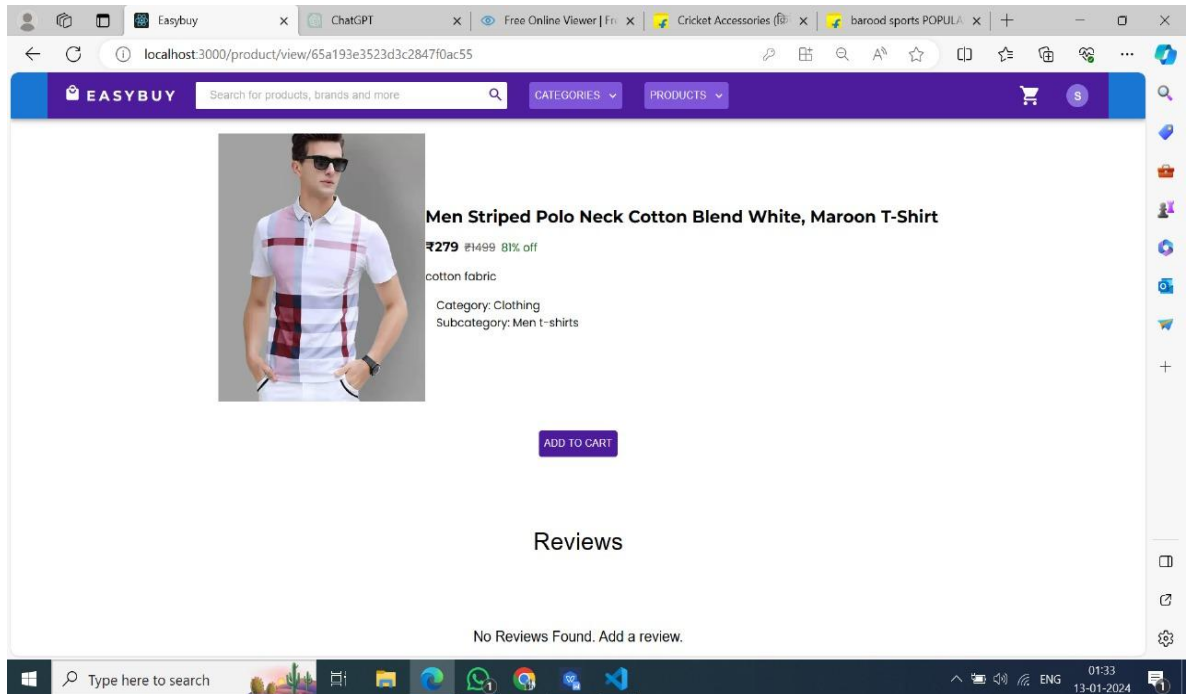 Easybuy
ChatGPT
Free Online Viewer | Fr
Cricket Accessories (
barood sports POPULA
localhost:3000/product/view/65a193e3523d3c2847f0ac55
EASYBUY
Search for products, brands and more
CATEGORIES
PRODUCTS
S
Men Striped Polo Neck Cotton Blend White, Maroon T-Shirt
₹279 ₹1499 81% off
cotton fabric
Category: Clothing
Subcategory: Men t-shirts
ADD TO CART
Reviews
No Reviews Found. Add a review.
Type here to search
ENG
01:33
13-01-2024